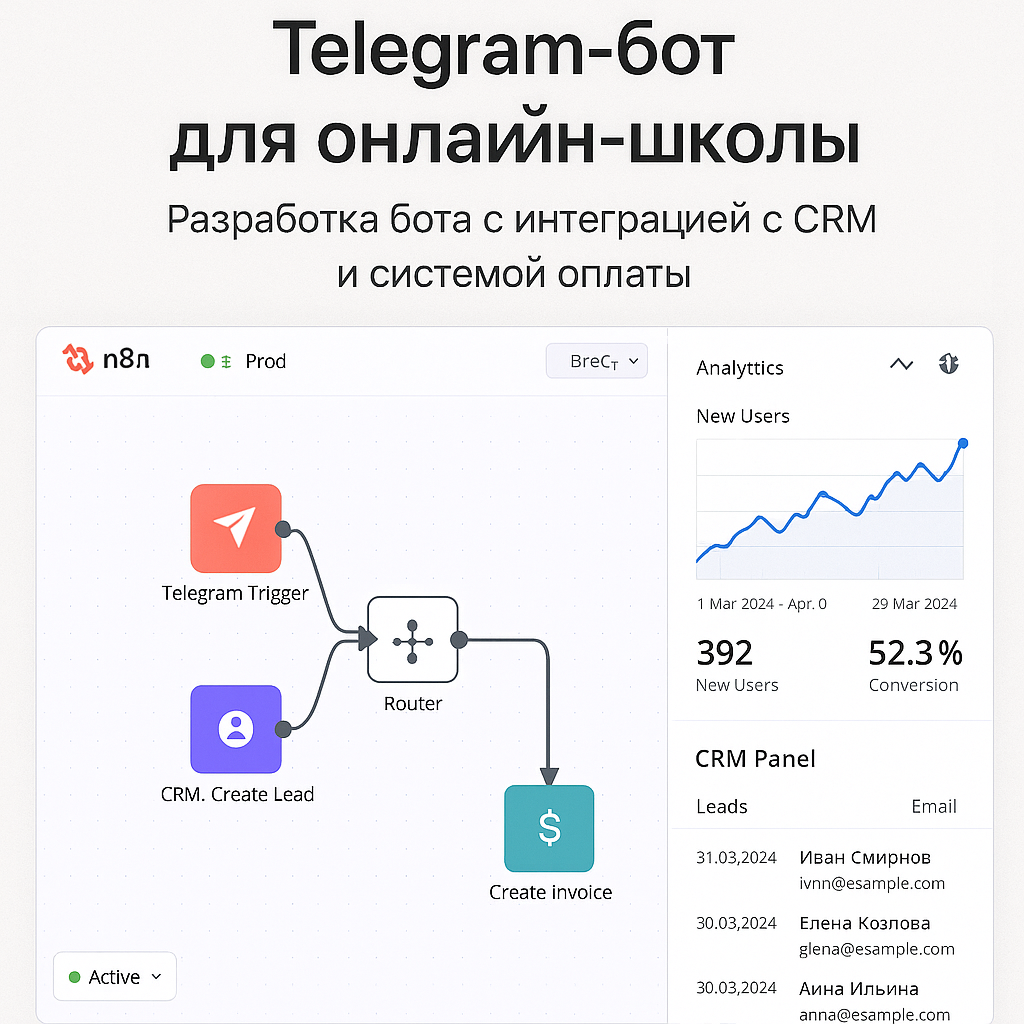 Telegram-бот
для онлайн-школы
Разработка бота с интеграцией с CRM
и системой оплаты
n8л
Prod
BreCт
Telegram Trigger
CRM. Create Lead
Router
$
Create invoice
Active
Analyttics
New Users
1 Mar 2024 - Apr. 0 29 Mar 2024
392 52.3%
New Users Conversion
CRM Panel
Leads Email
31.03,2024 Иван Смирнов
ivnn@esample.com
30.03,2024 Елена Козлова
glena@esample.com
30.03,2024 Аина Ильина
anna@esample.com